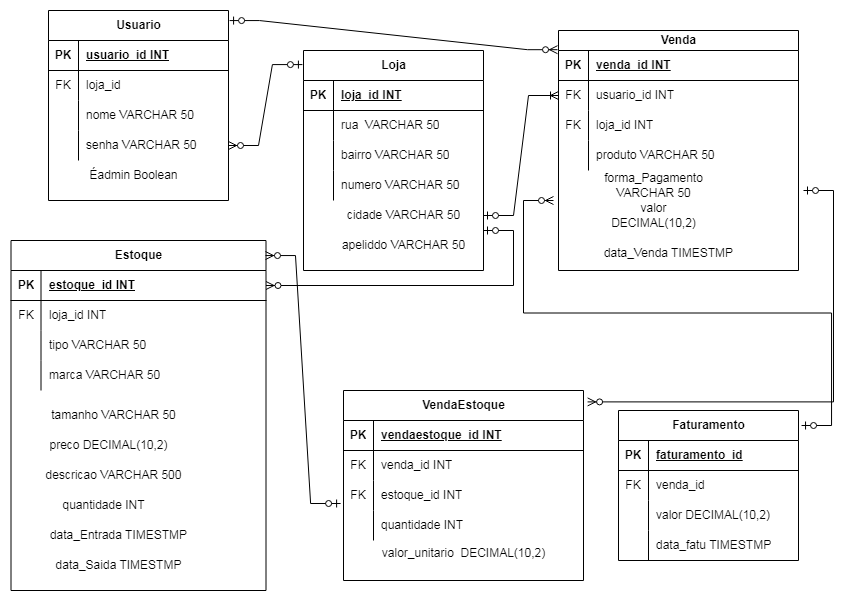 Usuario
PK usuario_id INT
FK loja_id
nome VARCHAR 50
senha VARCHAR 50
Éadmin Boolean
Loja
PK loja_id INT
rua VARCHAR 50
bairro VARCHAR 50
numero VARCHAR 50
cidade VARCHAR 50
apeliddo VARCHAR 50
Venda
PK venda_id INT
FK usuario_id INT
FK loja_id INT
produto VARCHAR 50
forma_Pagamento
VARCHAR 50
valor
DECIMAL(10,2)
data_Venda TIMESTMP
Estoque
PK estoque_id INT
FK loja_id INT
tipo VARCHAR 50
marca VARCHAR 50
tamanho VARCHAR 50
preco DECIMAL(10,2)
descricao VARCHAR 500
quantidade INT
data_Entrada TIMESTMP
data_Saida TIMESTMP
VendaEstoque
PK vendaestoque_id INT
FK venda_id INT
FK estoque_id INT
quantidade INT
valor_unitario DECIMAL(10,2)
Faturamento
PK faturamento_id
FK venda_id
valor DECIMAL(10,2)
data_fatu TIMESTMP